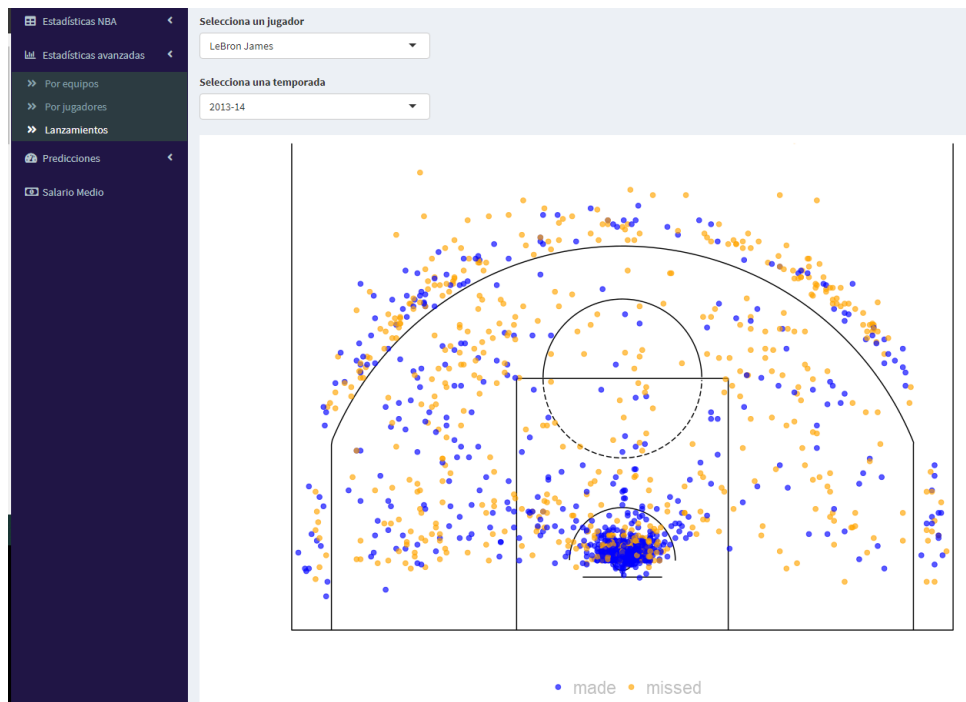 Estadísticas NBA
Estadísticas avanzadas
Por equipos
Por jugadores
Lanzamientos
Predicciones
Salario Medio
Selecciona un jugador
LeBron James
Selecciona una temporada
2013-14
made missed